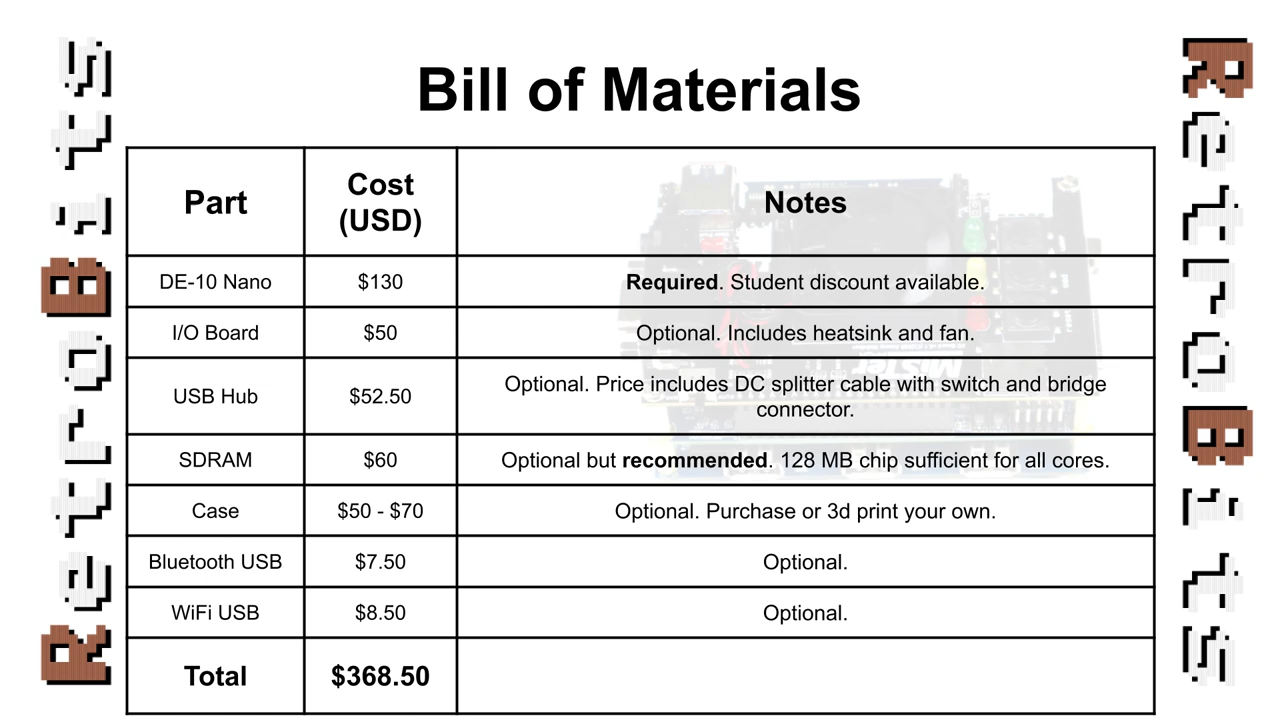 Bill of Materials
Part
Cost
(USD)
Notes
DE-10 Nano
$130
Required. Student discount available.
I/O Board
$50
Optional. Includes heatsink and fan.
USB Hub
$52.50
Optional. Price includes DC splitter cable with switch and bridge
connector.
SDRAM
$60
Optional but recommended. 128 MB chip sufficient for all cores.
Case
$50 - $70
Optional. Purchase or 3d print your own.
Bluetooth USB
$7.50
Optional.
WiFi USB
$8.50
Optional.
Total
$368.50
RetroBits
RetroBits
MiSTer